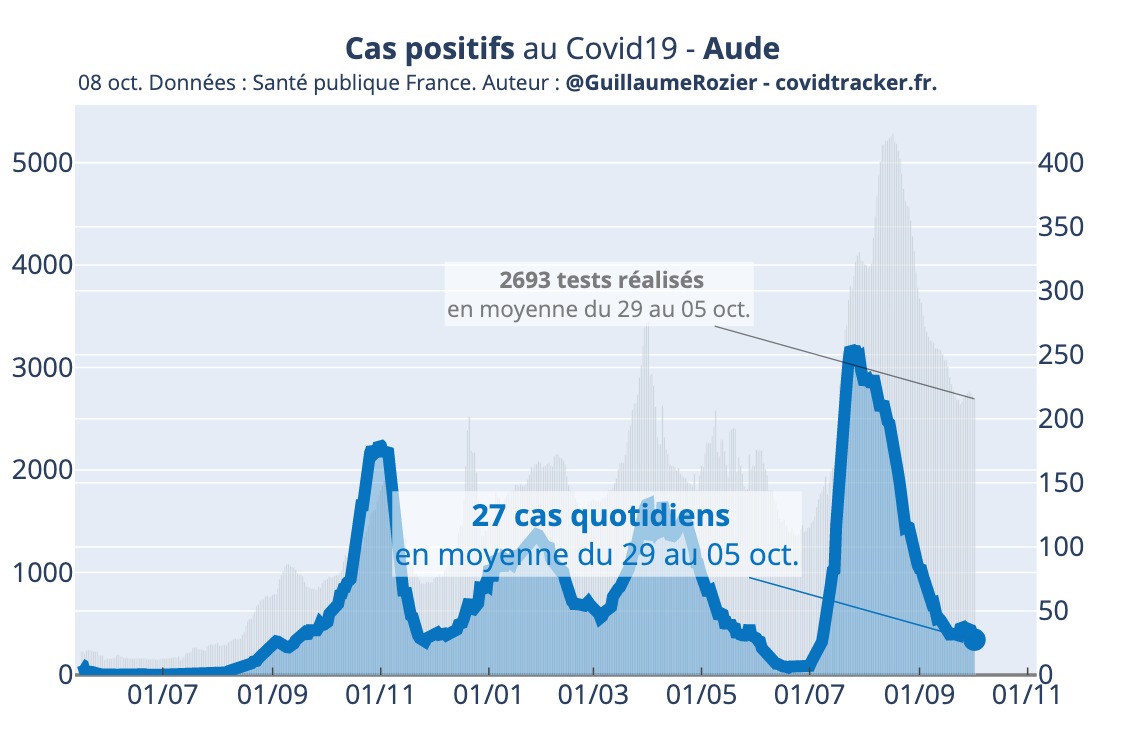 Cas positifs au Covid19 - Aude
08 oct. Données : Santé publique France. Auteur : @GuillaumeRozier - covidtracker.fr.
5000
4000
3000
2000
1000
0
400
350
300
250
200
150
100
50
0
2693 tests réalisés
en moyenne du 29 au 05 oct.
27 cas quotidiens
en moyenne du 29 au 05 oct.
01/07 01/09 01/11 01/01 01/03 01/05 01/07 01/09 01/11